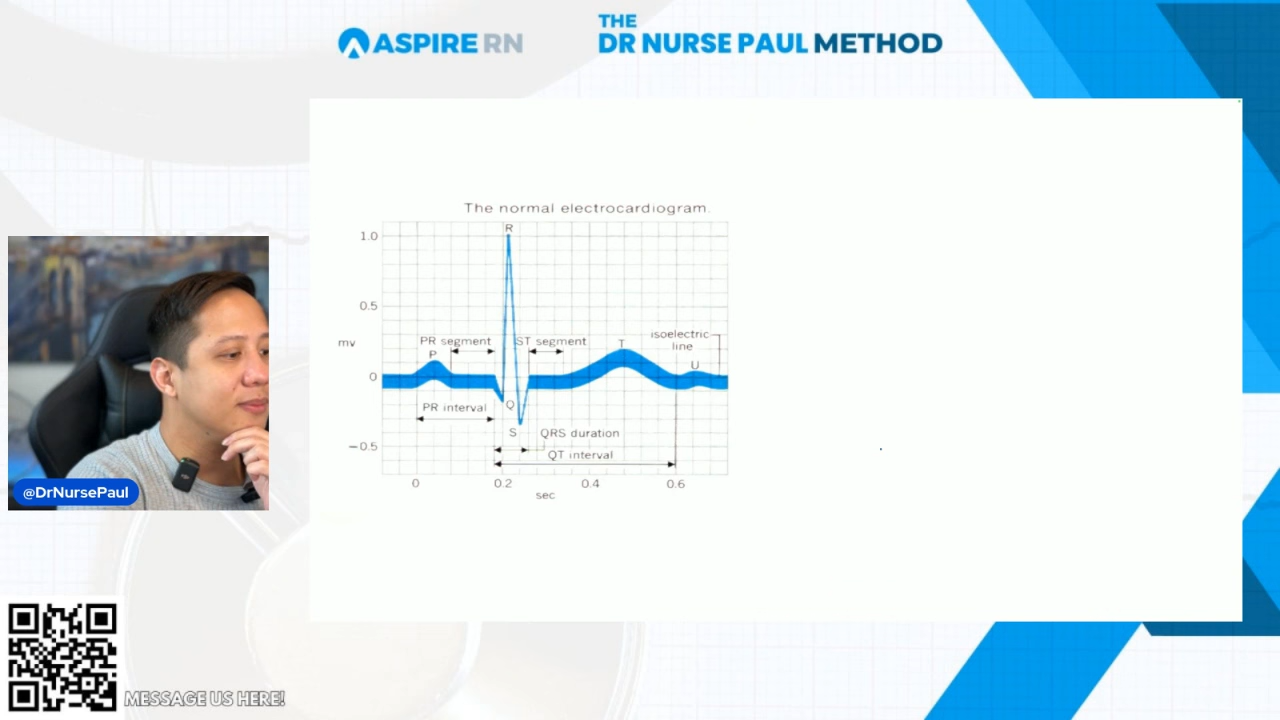 ASPIRE RN
THE
DR NURSE PAUL METHOD
The normal electrocardiogram.
R
1.0
0.5
mv
0
−0.5
PR segment
ST segment
isoelectric
line
P
T
U
PR interval
Q
S
QRS duration
QT interval
0
0.2
0.4
0.6
sec
@DrNursePaul
MESSAGE US HERE!